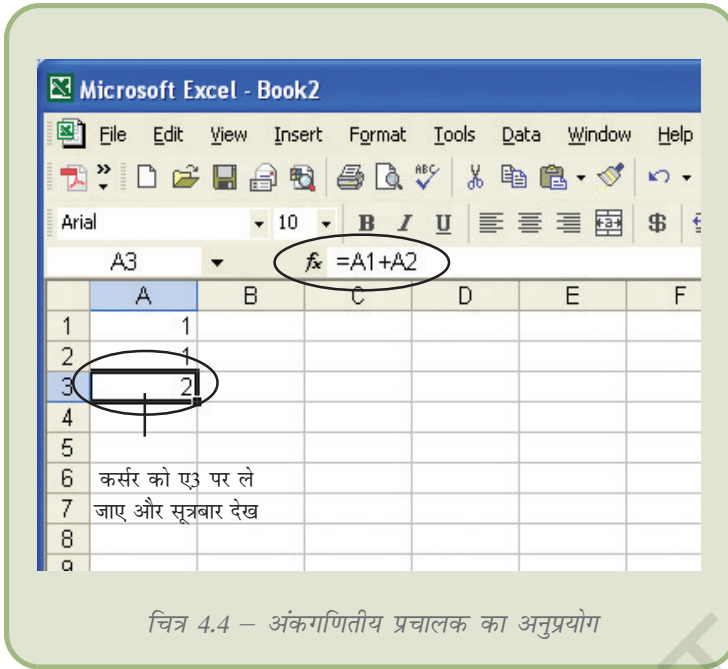 Microsoft Excel - Book2
File Edit View Insert Format Tools Data Window Help
ABC
Arial 10 B I U $
A3 fx =A1+A2
A B C D E F
1 1
2 1
3 2
4
5
6 कर्सर को ए3 पर ले
7 जाए और सूत्रबार देख
8
9
चित्र 4.4 – अंकगणितीय प्रचालक का अनुप्रयोग